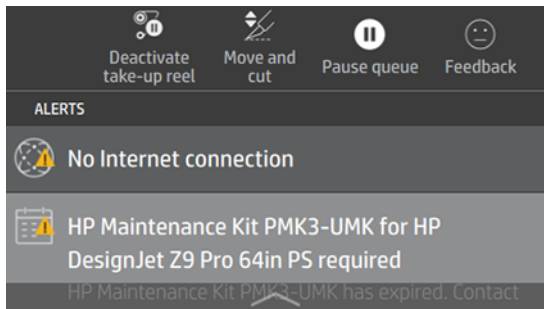 Deactivate take-up reel
Move and cut
Pause queue
Feedback
ALERTS
No Internet connection
HP Maintenance Kit PMK3-UMK for HP
DesignJet Z9 Pro 64in PS required
HP Maintenance Kit PMK3-UMK has expired. Contact